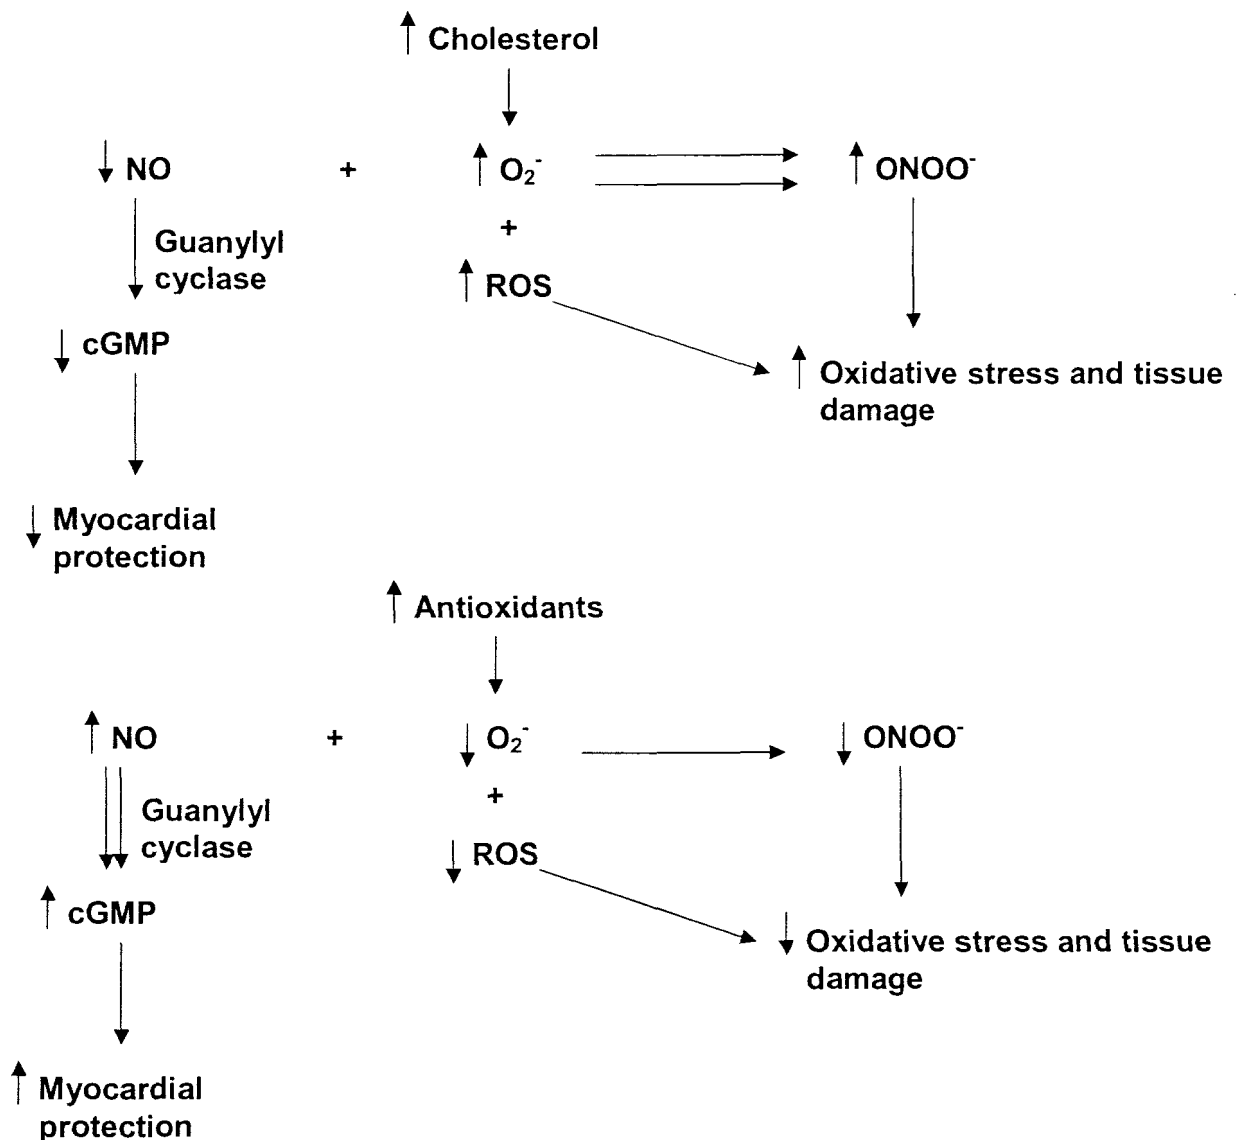 ↑ Cholesterol
↓ NO + ↑ O₂⁻ ↑ ONOO⁻
+
Guanylyl
cyclase
↑ ROS
↓ cGMP
↑ Oxidative stress and tissue
damage
↓ Myocardial
protection
↑ Antioxidants
↑ NO + ↓ O₂⁻ ↓ ONOO⁻
+
Guanylyl
cyclase
↓ ROS
↑ cGMP
↓ Oxidative stress and tissue
damage
↑ Myocardial
protection